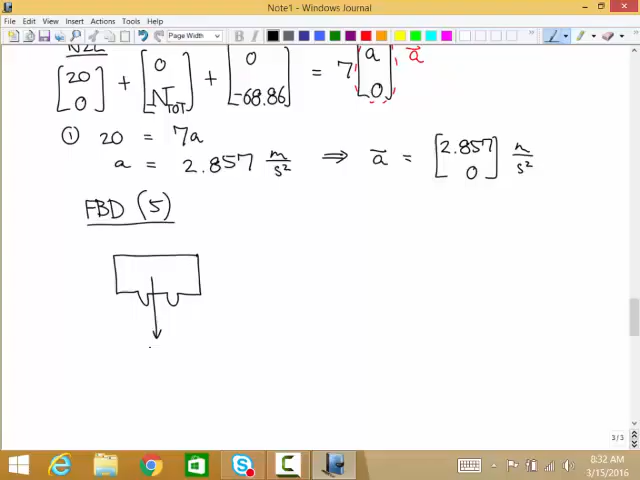 Note1 - Windows Journal
File Edit View Insert Actions Tools Help
Page Width
N2L
[20 0] + [0 N_TOT] + [0 -68.86] = 7 [a 0] a⃗
① 20 = 7a
a = 2.857 m/s² ⇒ a⃗ = [2.857 0] m/s²
FBD (5)
3/3
8:32 AM
3/15/2016